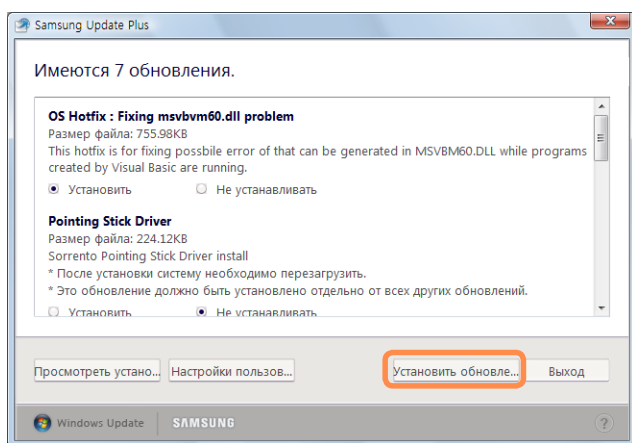 Samsung Update Plus
Имеются 7 обновления.
OS Hotfix : Fixing msvbvm60.dll problem
Размер файла: 755.98KB
This hotfix is for fixing possbile error of that can be generated in MSVBM60.DLL while programs
created by Visual Basic are running.
Установить Не устанавливать
Pointing Stick Driver
Размер файла: 224.12KB
Sorrento Pointing Stick Driver install
* После установки систему необходимо перезагрузить.
* Это обновление должно быть установлено отдельно от всех других обновлений.
Установить Не устанавливать
Просмотреть устано... Настройки пользов... Установить обновле... Выход
Windows Update SAMSUNG ?